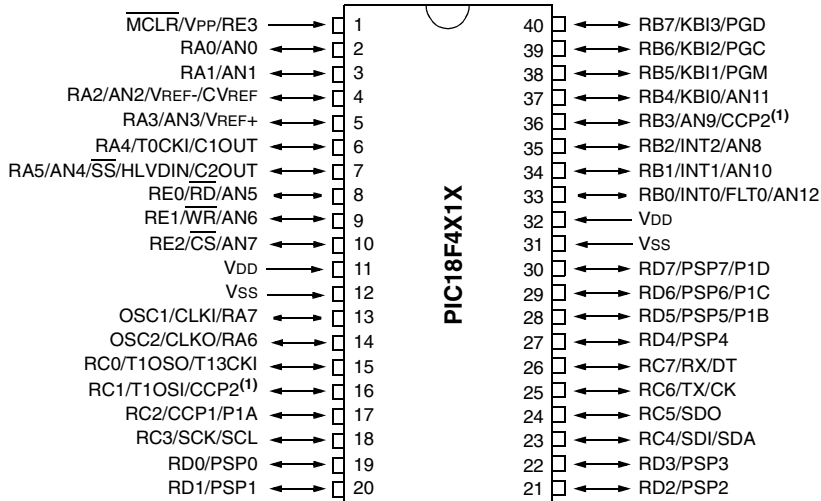 M̅C̅L̅R̅/VPP/RE3 1 40 RB7/KBI3/PGD
RA0/AN0 2 39 RB6/KBI2/PGC
RA1/AN1 3 38 RB5/KBI1/PGM
RA2/AN2/VREF-/CVREF 4 37 RB4/KBI0/AN11
RA3/AN3/VREF+ 5 36 RB3/AN9/CCP2(1)
RA4/T0CKI/C1OUT 6 35 RB2/INT2/AN8
RA5/AN4/S̅S̅/HLVDIN/C2OUT 7 34 RB1/INT1/AN10
RE0/R̅D̅/AN5 8 33 RB0/INT0/FLT0/AN12
RE1/W̅R̅/AN6 9 32 VDD
RE2/C̅S̅/AN7 10 31 VSS
VDD 11 30 RD7/PSP7/P1D
VSS 12 29 RD6/PSP6/P1C
OSC1/CLKI/RA7 13 28 RD5/PSP5/P1B
OSC2/CLKO/RA6 14 27 RD4/PSP4
RC0/T1OSO/T13CKI 15 26 RC7/RX/DT
RC1/T1OSI/CCP2(1) 16 25 RC6/TX/CK
RC2/CCP1/P1A 17 24 RC5/SDO
RC3/SCK/SCL 18 23 RC4/SDI/SDA
RD0/PSP0 19 22 RD3/PSP3
RD1/PSP1 20 21 RD2/PSP2
PIC18F4X1X